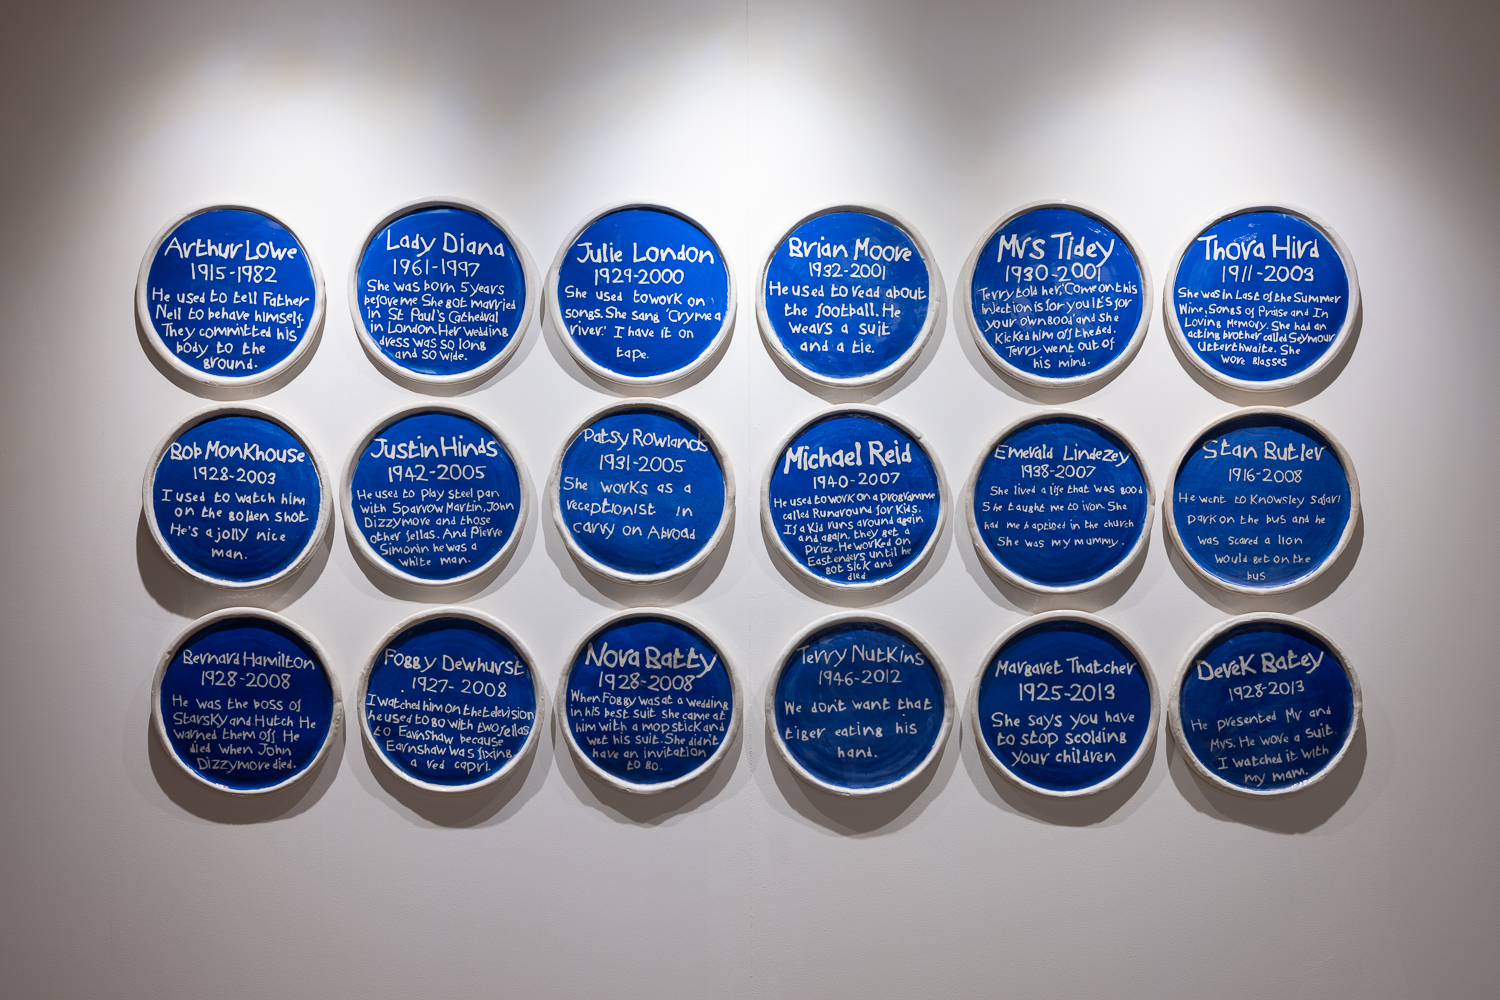 Arthur Lowe
1915-1982
He used to tell Father
Neil to behave himself.
They committed his
body to the
ground.
Lady Diana
1961-1997
She was born 5 years
before me She got married
in St Paul's Cathedral
in London. Her wedding
dress was so long
and so wide.
Julie London
1929-2000
She used to work on
songs. She sang 'Cry me a
river.' I have it on
tape.
Brian Moore
1932-2001
He used to read about
the football. He
wears a suit
and a tie.
Mrs Tidey
1930-2001
Terry told her, 'Come on this
injection is for you it's for
your own good' and she
Kicked him off the bed.
Terry went out of
his mind.
Thora Hird
1911-2003
She was in Last of the Summer
Wine, Songs of Praise and In
Loving Memory. She had an
acting brother called Seymour
Utterthwaite. She
wore glasses
Bob Monkhouse
1928-2003
I used to watch him
on the golden shot.
He's a jolly nice
man.
Justin Hinds
1942-2005
He used to play steel pan
with Sparrow Martin, John
Dizzymore and those
other fellas. And Pierre
Simonin he was a
white man.
Patsy Rowlands
1931-2005
She works as a
receptionist in
carry on Abroad
Michael Reid
1940-2007
He used to work on a programme
called Runaround for Kids.
If a Kid runs around again
and again, they get a
Prize. He worked on
Eastenders until he
got sick and
died
Emerald Lindezey
1938-2007
She lived a life that was good
She taught me to iron. She
had me baptized in the church
She was my mummy.
Stan Butler
1916-2008
He went to Knowsley safari
park on the bus and he
was scared a lion
would get on the
bus
Bernard Hamilton
1928-2008
He was the boss of
Starsky and Hutch He
warned them off He
died when John
Dizzymore died.
Foggy Dewhurst
1927-2008
I watched him on the television
he used to go with two fellas
to Earnshaw because
Earnshaw was fixing
a red capri.
Nora Batty
1928-2008
When Foggy was at a wedding
in his best suit She came at
him with a mop stick and
wet his suit. She didn't
have an invitation
to go.
Terry Nutkins
1946-2012
We don't want that
tiger eating his
hand.
Margaret Thatcher
1925-2013
She says you have
to stop scolding
your children
Derek Batey
1928-2013
He presented Mr and
Mrs. He wore a suit.
I watched it with
my mam.